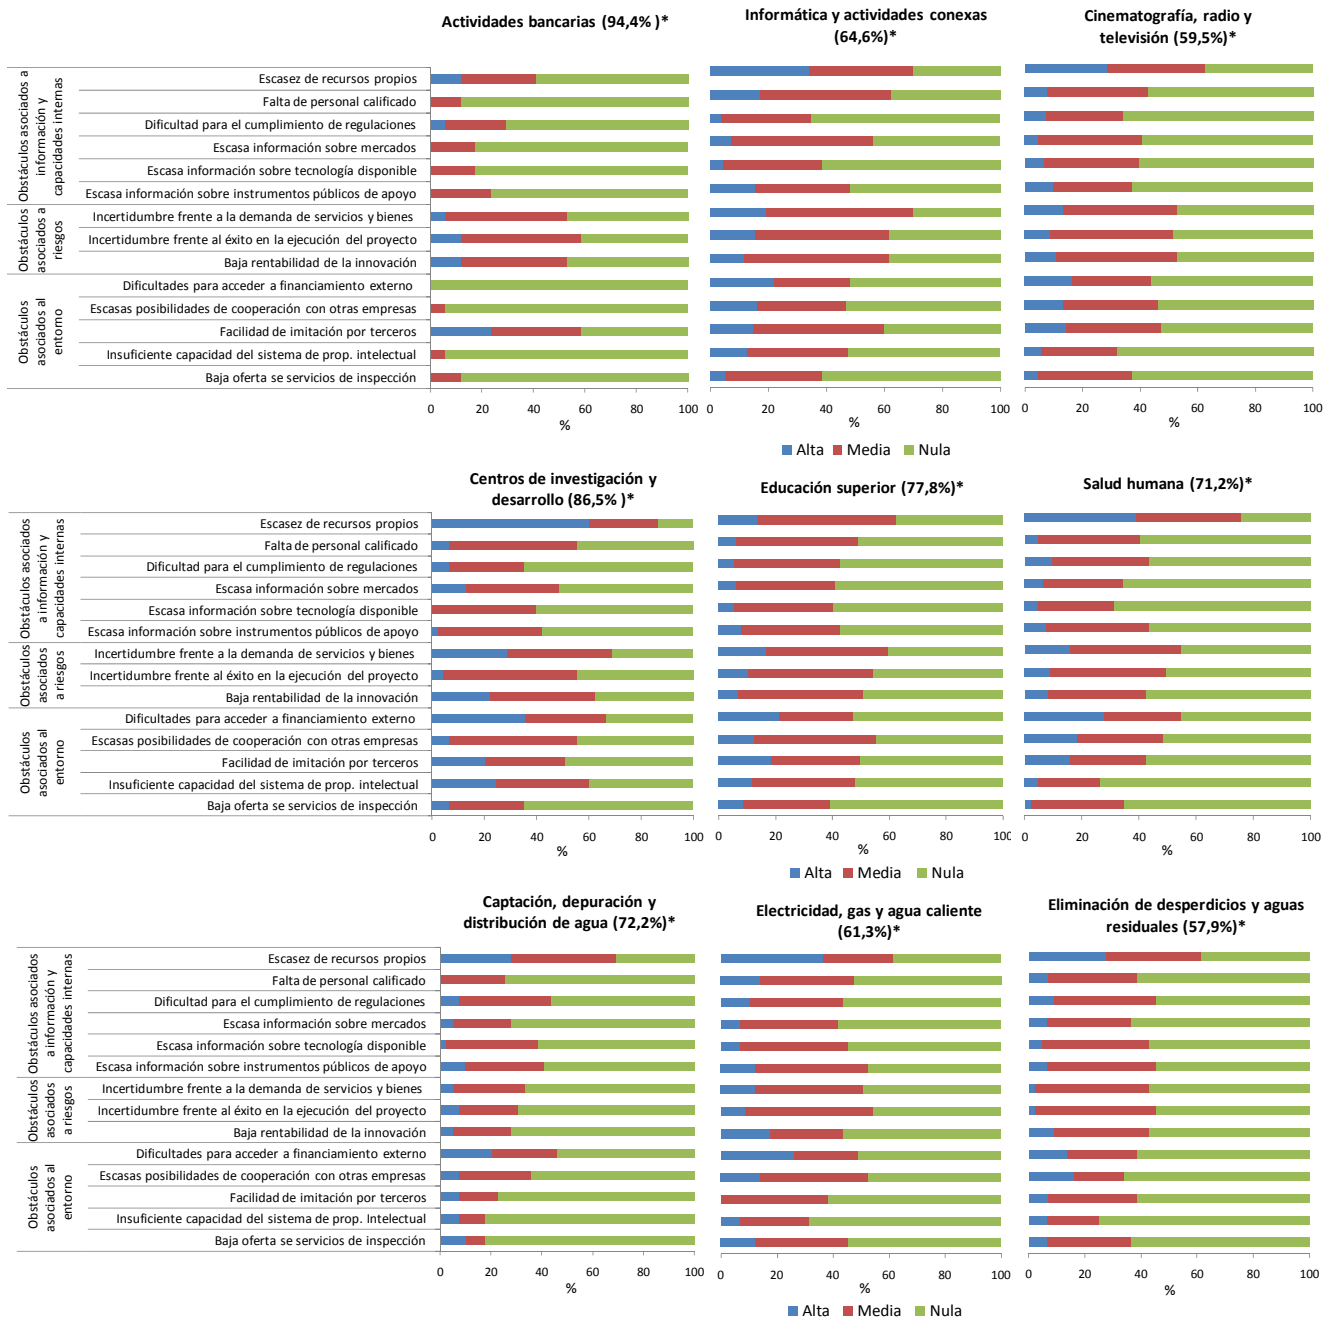 Actividades bancarias (94,4% )*
Informática y actividades conexas
(64,6%)*
Cinematografía, radio y
televisión (59,5%)*
Obstáculos asociados a
información y
capacidades internas
Escasez de recursos propios
Falta de personal calificado
Dificultad para el cumplimiento de regulaciones
Escasa información sobre mercados
Escasa información sobre tecnología disponible
Escasa información sobre instrumentos públicos de apoyo
Obstáculos
asociados a
riesgos
Incertidumbre frente a la demanda de servicios y bienes
Incertidumbre frente al éxito en la ejecución del proyecto
Baja rentabilidad de la innovación
Obstáculos
asociados al
entorno
Dificultades para acceder a financiamiento externo
Escasas posibilidades de cooperación con otras empresas
Facilidad de imitación por terceros
Insuficiente capacidad del sistema de prop. intelectual
Baja oferta se servicios de inspección
0 20 40 60 80 100
%
0 20 40 60 80 100
%
0 20 40 60 80 100
%
Alta Media Nula
Centros de investigación y
desarrollo (86,5% )*
Educación superior (77,8%)*
Salud humana (71,2%)*
Obstáculos asociados
a información y
capacidades internas
Escasez de recursos propios
Falta de personal calificado
Dificultad para el cumplimiento de regulaciones
Escasa información sobre mercados
Escasa información sobre tecnología disponible
Escasa información sobre instrumentos públicos de apoyo
Obstáculos
asociados
a riesgos
Incertidumbre frente a la demanda de servicios y bienes
Incertidumbre frente al éxito en la ejecución del proyecto
Baja rentabilidad de la innovación
Obstáculos
asociados al
entorno
Dificultades para acceder a financiamiento externo
Escasas posibilidades de cooperación con otras empresas
Facilidad de imitación por terceros
Insuficiente capacidad del sistema de prop. intelectual
Baja oferta se servicios de inspección
0 20 40 60 80 100
%
0 20 40 60 80 100
%
0 20 40 60 80 100
%
Alta Media Nula
Captación, depuración y
distribución de agua (72,2%)*
Electricidad, gas y agua caliente
(61,3%)*
Eliminación de desperdicios y aguas
residuales (57,9%)*
Obstáculos asociados
a información y
capacidades internas
Escasez de recursos propios
Falta de personal calificado
Dificultad para el cumplimiento de regulaciones
Escasa información sobre mercados
Escasa información sobre tecnología disponible
Escasa información sobre instrumentos públicos de apoyo
Obstáculos
asociados
a riesgos
Incertidumbre frente a la demanda de servicios y bienes
Incertidumbre frente al éxito en la ejecución del proyecto
Baja rentabilidad de la innovación
Obstáculos
asociados al
entorno
Dificultades para acceder a financiamiento externo
Escasas posibilidades de cooperación con otras empresas
Facilidad de imitación por terceros
Insuficiente capacidad del sistema de prop. Intelectual
Baja oferta se servicios de inspección
0 20 40 60 80 100
%
0 20 40 60 80 100
%
0 20 40 60 80 100
%
Alta Media Nula